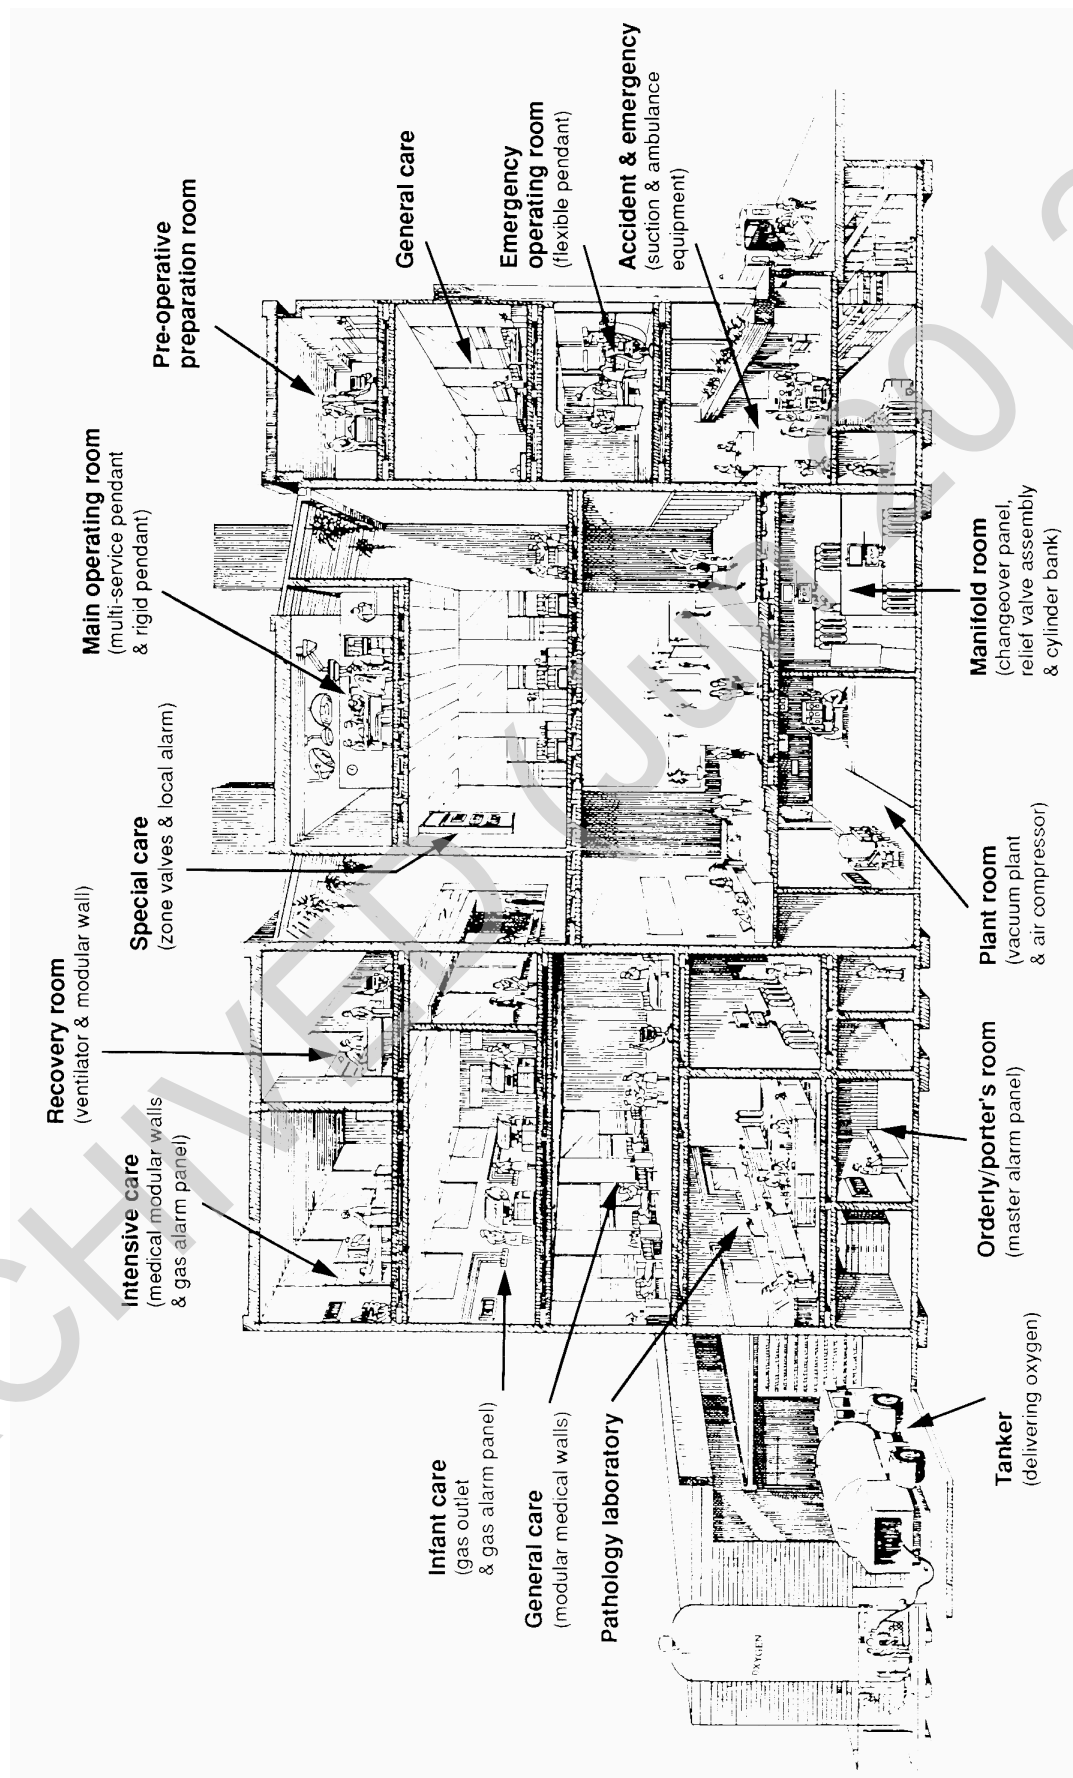 Recovery room
(ventilator & modular wall)
Intensive care
(medical modular walls
& gas alarm panel)
Special care
(zone valves & local alarm)
Main operating room
(multi-service pendant
& rigid pendant)
Pre-operative
preparation room
General care
Emergency
operating room
(flexible pendant)
Accident & emergency
(suction & ambulance
equipment)
Infant care
(gas outlet
& gas alarm panel)
General care
(modular medical walls)
Pathology laboratory
OXYGEN
Tanker
(delivering oxygen)
Orderly/porter's room
(master alarm panel)
Plant room
(vacuum plant
& air compressor)
Manifold room
(changeover panel,
relief valve assembly
& cylinder bank)
CHIVED (Jun 201